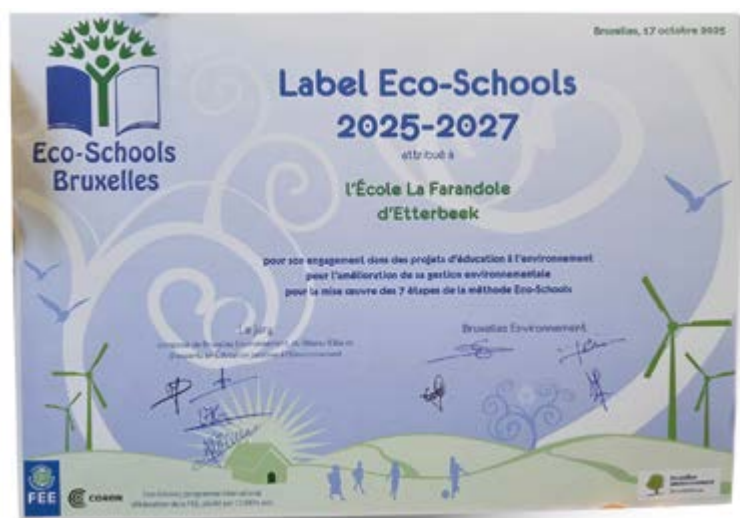 Bruxelles, 17 octobre 2025
Eco-Schools
Bruxelles
Label Eco-Schools
2025-2027
attribué à
l'École La Farandole
d'Etterbeek
pour son engagement dans des projets d'éducation à l'environnement
pour l'amélioration de sa gestion environnementale
pour la mise œuvre des 7 étapes de la méthode Eco-Schools
Le jury
Bruxelles Environnement
FEE
COREN